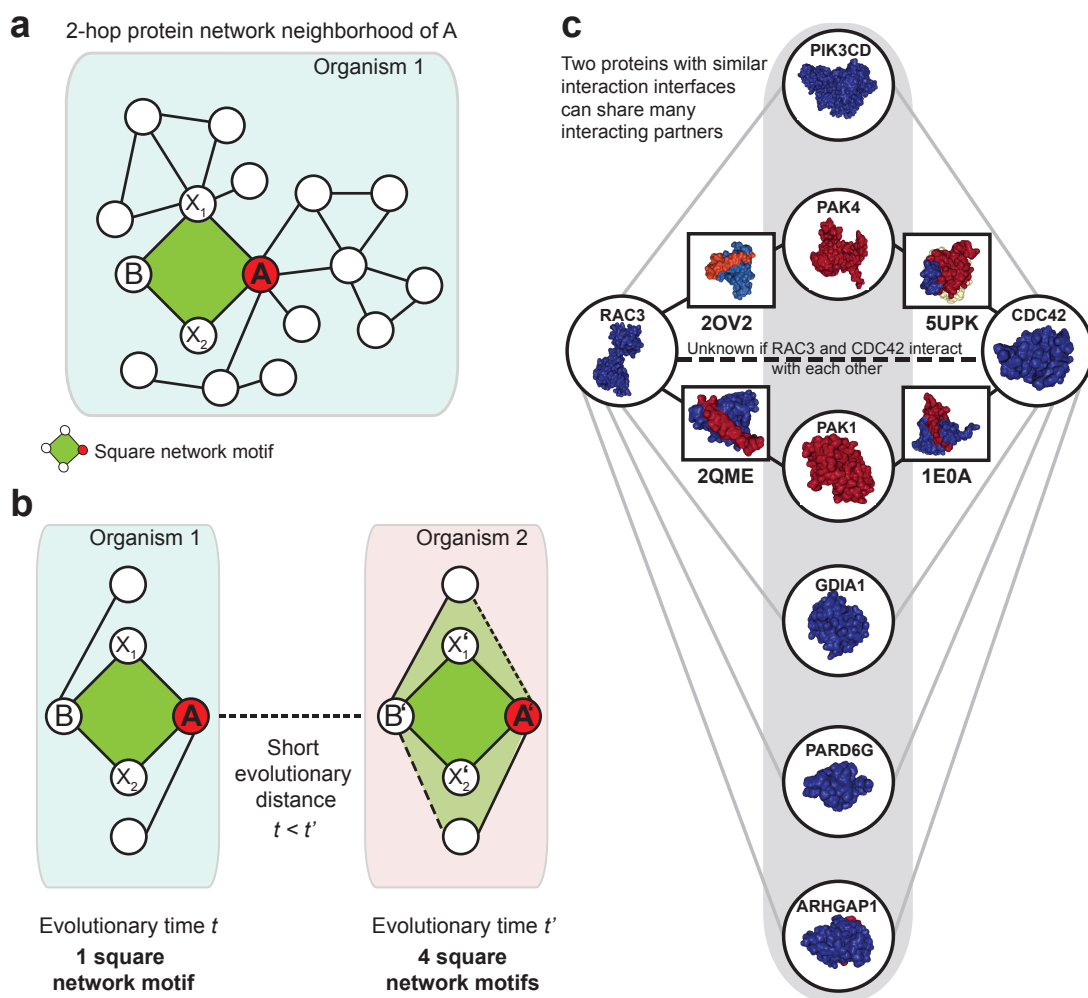 a
2-hop protein network neighborhood of A
Organism 1
X1
B
A
X2
Square network motif
b
Organism 1
X1
B
A
X2
Short
evolutionary
distance
t < t’
Organism 2
X‘1
B‘
A‘
X‘2
Evolutionary time t
1 square
network motif
Evolutionary time t’
4 square
network motifs
c
Two proteins with similar
interaction interfaces
can share many
interacting partners
PIK3CD
PAK4
2OV2
5UPK
RAC3
CDC42
Unknown if RAC3 and CDC42 interact
with each other
2QME
PAK1
1E0A
GDIA1
PARD6G
ARHGAP1